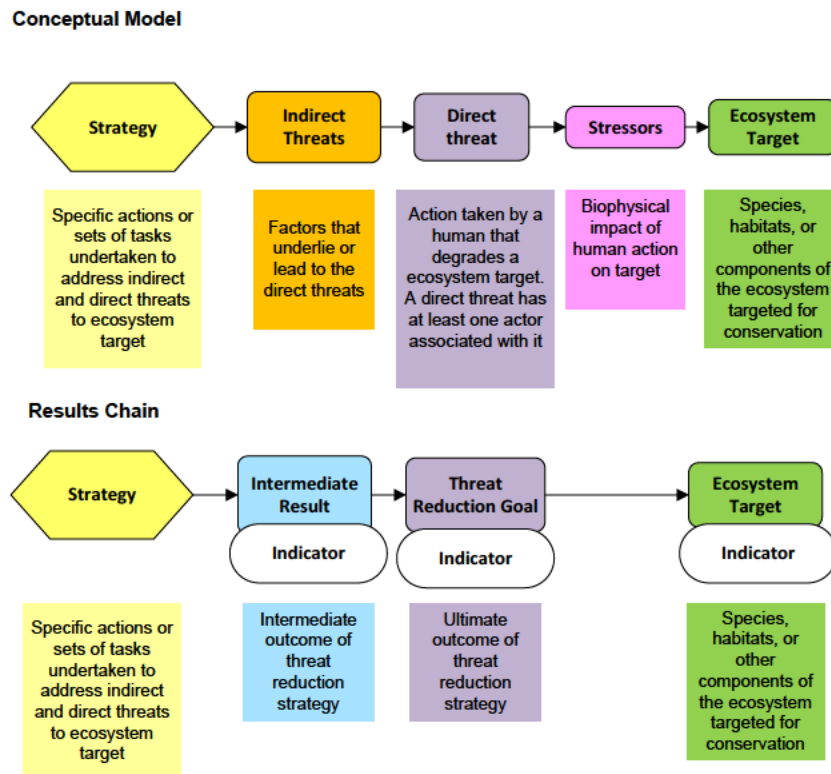 Conceptual Model
Strategy
Indirect
Threats
Direct
threat
Stressors
Ecosystem
Target
Specific actions or
sets of tasks
undertaken to
address indirect
and direct threats
to ecosystem
target
Factors that
underlie or
lead to the
direct threats
Action taken by a
human that
degrades a
ecosystem target.
A direct threat has
at least one actor
associated with it
Biophysical
impact of
human action
on target
Species,
habitats, or
other
components of
the ecosystem
targeted for
conservation
Results Chain
Strategy
Intermediate
Result
Indicator
Threat
Reduction Goal
Indicator
Ecosystem
Target
Indicator
Specific actions or
sets of tasks
undertaken to
address indirect
and direct threats
to ecosystem
target
Intermediate
outcome of
threat
reduction
strategy
Ultimate
outcome of
threat
reduction
strategy
Species,
habitats, or
other
components of
the ecosystem
targeted for
conservation